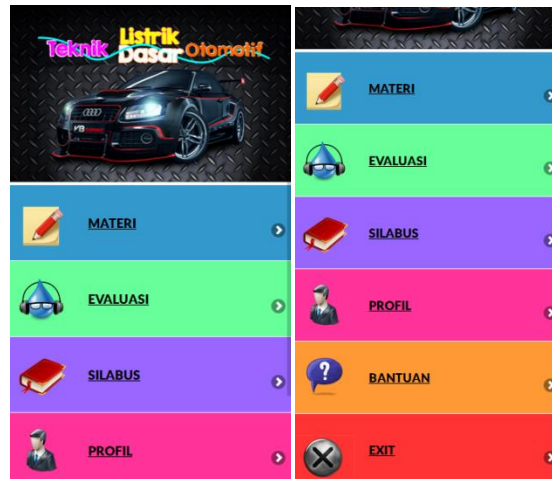 Teknik Listrik Dasar Otomotif
MATERI
EVALUASI
SILABUS
PROFIL
MATERI
EVALUASI
SILABUS
PROFIL
BANTUAN
EXIT